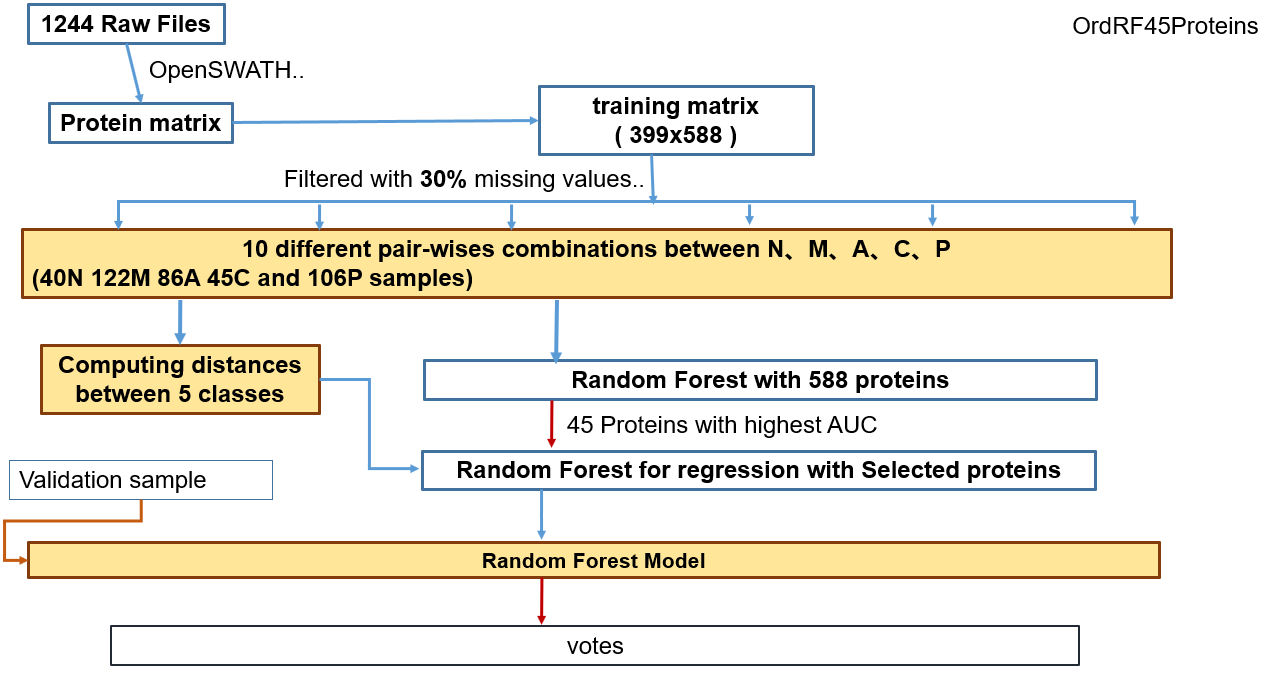 1244 Raw Files
OrdRF45Proteins
OpenSWATH..
Protein matrix
training matrix
( 399x588 )
Filtered with 30% missing values..
10 different pair-wises combinations between N、M、A、C、P
(40N 122M 86A 45C and 106P samples)
Computing distances
between 5 classes
Random Forest with 588 proteins
45 Proteins with highest AUC
Random Forest for regression with Selected proteins
Validation sample
Random Forest Model
votes